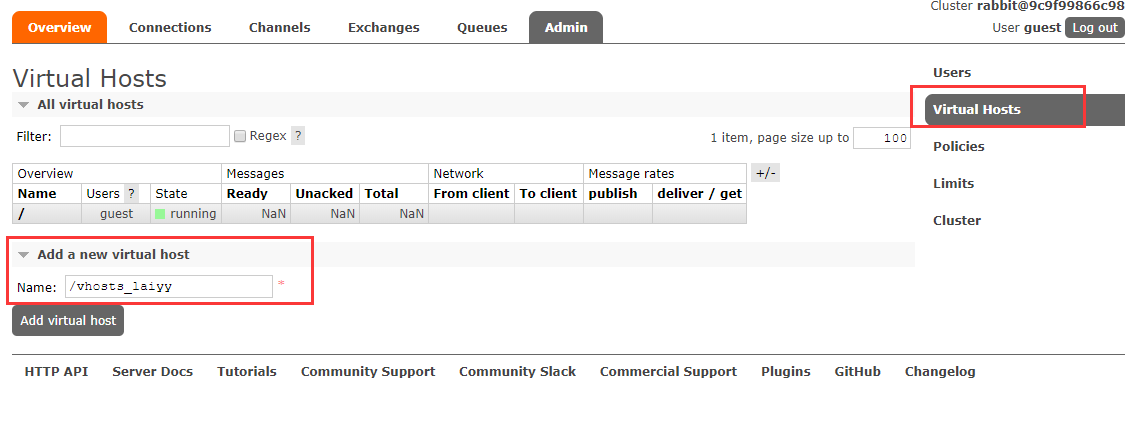 Cluster rabbit@9c9f99866c98
Overview Connections Channels Exchanges Queues Admin
User guest Log out
Virtual Hosts
All virtual hosts
Filter: Regex ?
1 item, page size up to 100
Overview Messages Network Message rates +/-
Name Users ? State Ready Unacked Total From client To client publish deliver / get
/ guest running NaN NaN NaN
Add a new virtual host
Name: /vhosts_laiyy *
Add virtual host
Users
Virtual Hosts
Policies
Limits
Cluster
HTTP API Server Docs Tutorials Community Support Community Slack Commercial Support Plugins GitHub Changelog